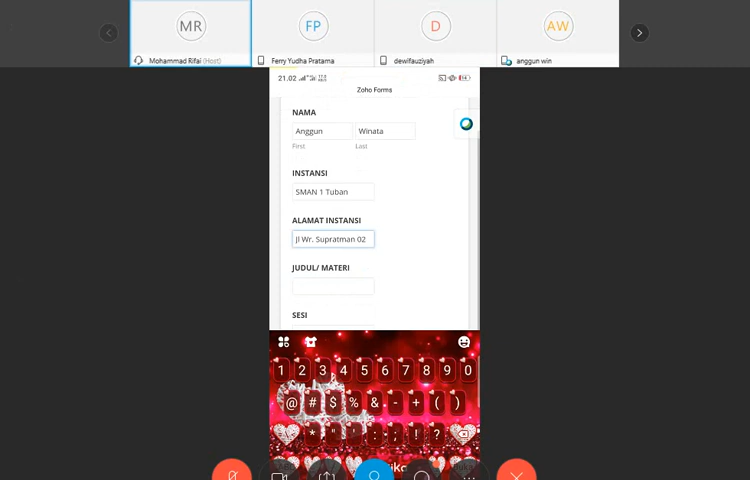 MR
FP
D
AW
Mohammad Rifai (Host)
Ferry Yudha Pratama
dewifauziyah
anggun win
21.02
Zoho Forms
NAMA
Anggun Winata
First Last
INSTANSI
SMAN 1 Tuban
ALAMAT INSTANSI
Jl Wr. Supratman 02
JUDUL/ MATERI
SESI
1 2 3 4 5 6 7 8 9 0
@ # $ % & - + ( )
* " ' : ; ! ?